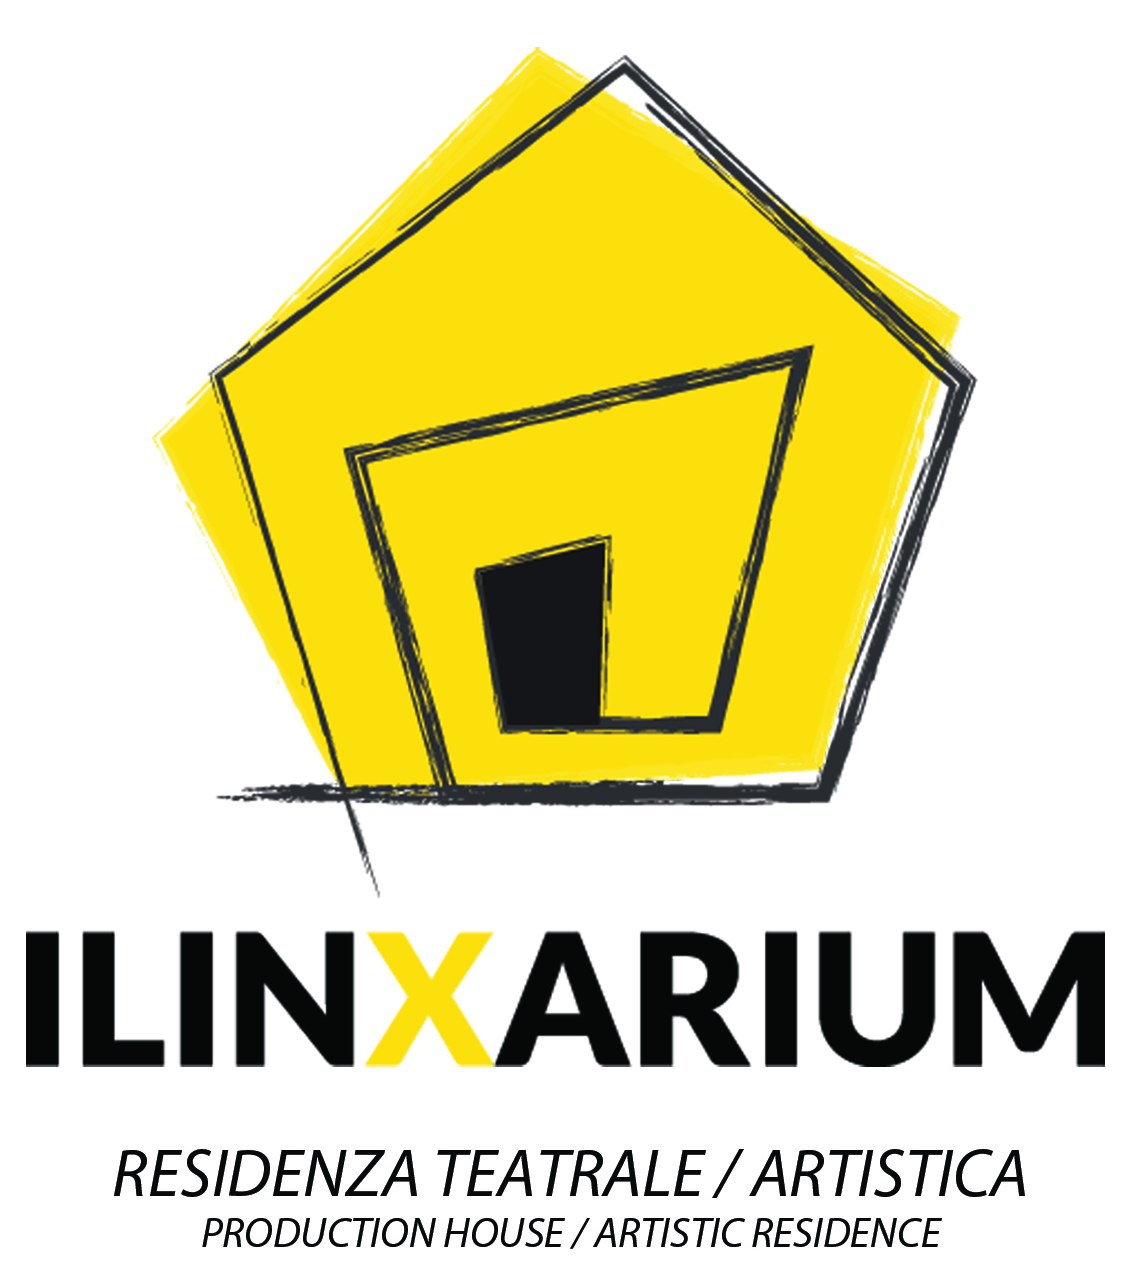 ILINXARIUM
RESIDENZA TEATRALE / ARTISTICA
PRODUCTION HOUSE / ARTISTIC RESIDENCE